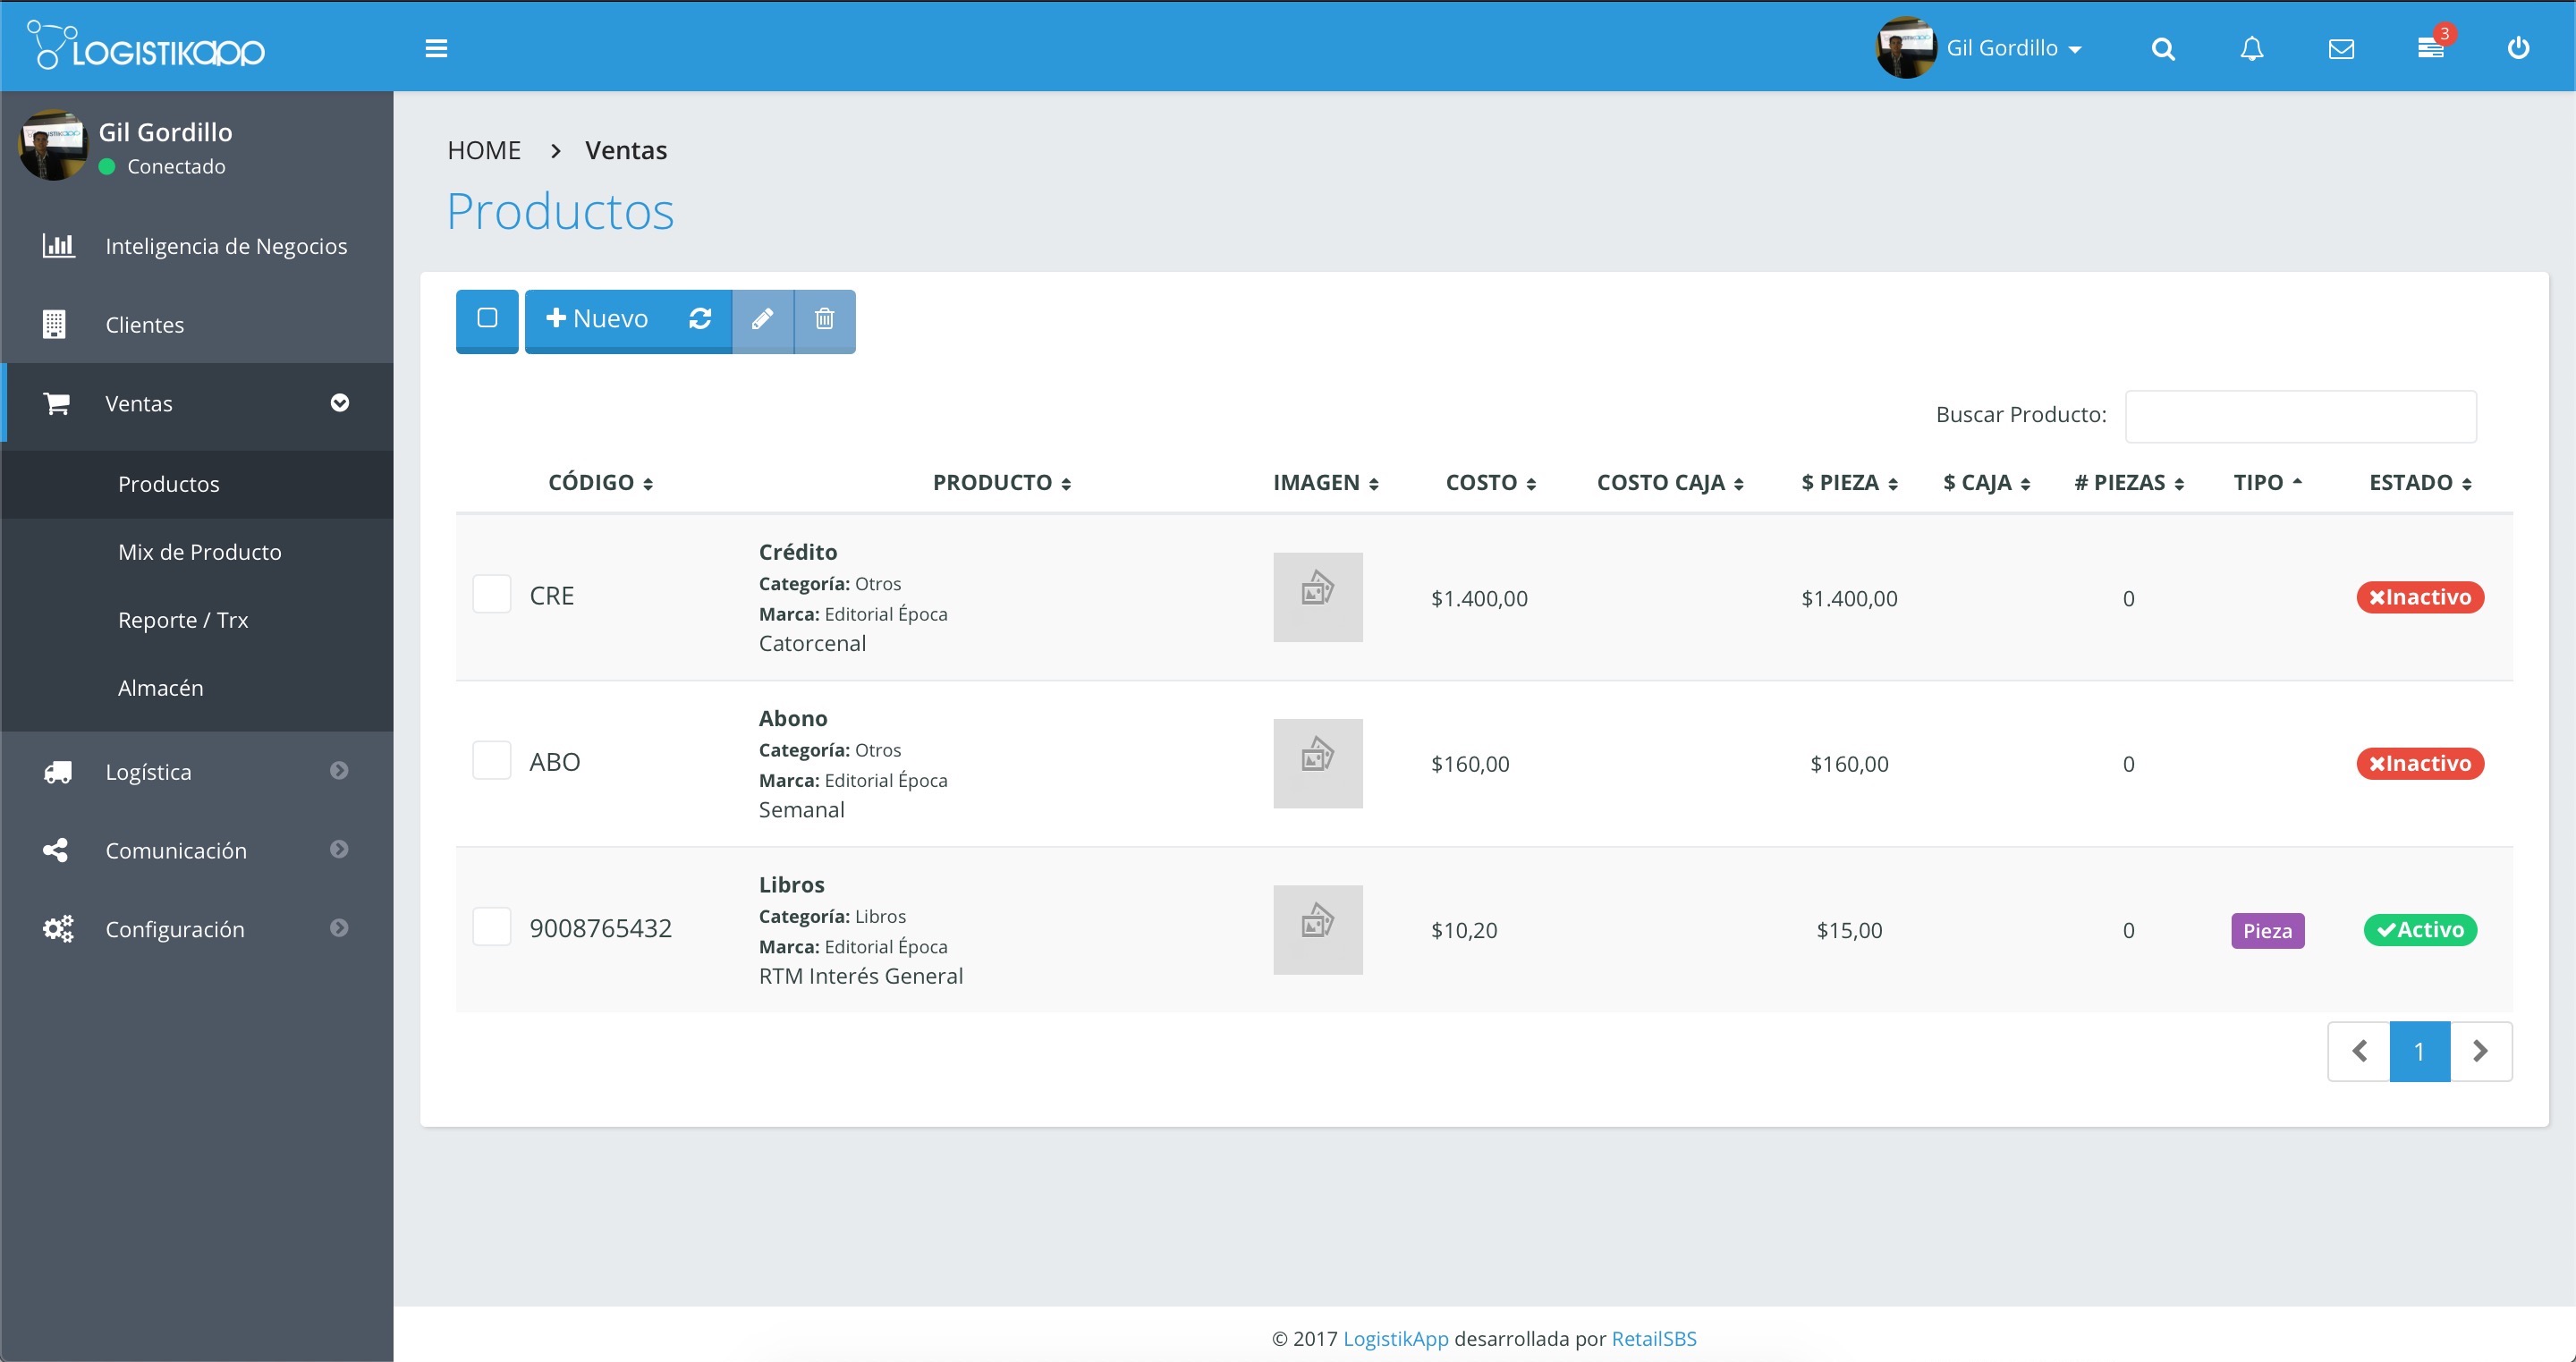 LOGISTIKapp
Gil Gordillo
3
Gil Gordillo
Conectado
Inteligencia de Negocios
Clientes
Ventas
Productos
Mix de Producto
Reporte / Trx
Almacén
Logística
Comunicación
Configuración
HOME > Ventas
Productos
Nuevo
Buscar Producto:
CÓDIGO PRODUCTO IMAGEN COSTO COSTO CAJA $ PIEZA $ CAJA # PIEZAS TIPO ESTADO
Crédito
Categoría: Otros
CRE $1.400,00 $1.400,00 0 Inactivo
Marca: Editorial Época
Catorcenal
Abono
Categoría: Otros
ABO $160,00 $160,00 0 Inactivo
Marca: Editorial Época
Semanal
Libros
Categoría: Libros
9008765432 $10,20 $15,00 0 Pieza Activo
Marca: Editorial Época
RTM Interés General
1
© 2017 LogistikApp desarrollada por RetailSBS